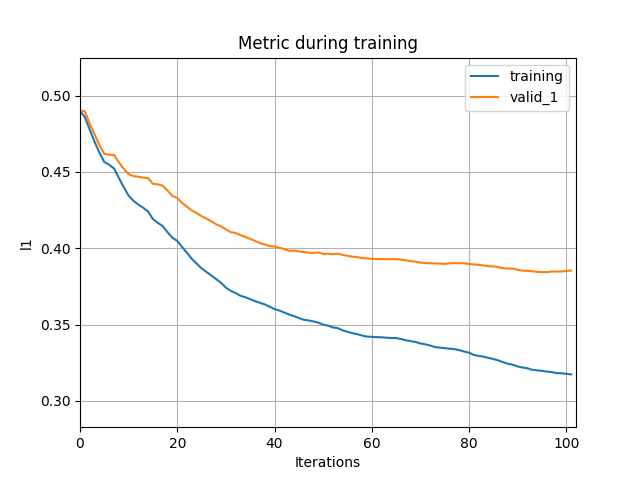 Metric during training
training
valid_1
0.50
0.45
0.40
0.35
0.30
l1
0 20 40 60 80 100
Iterations